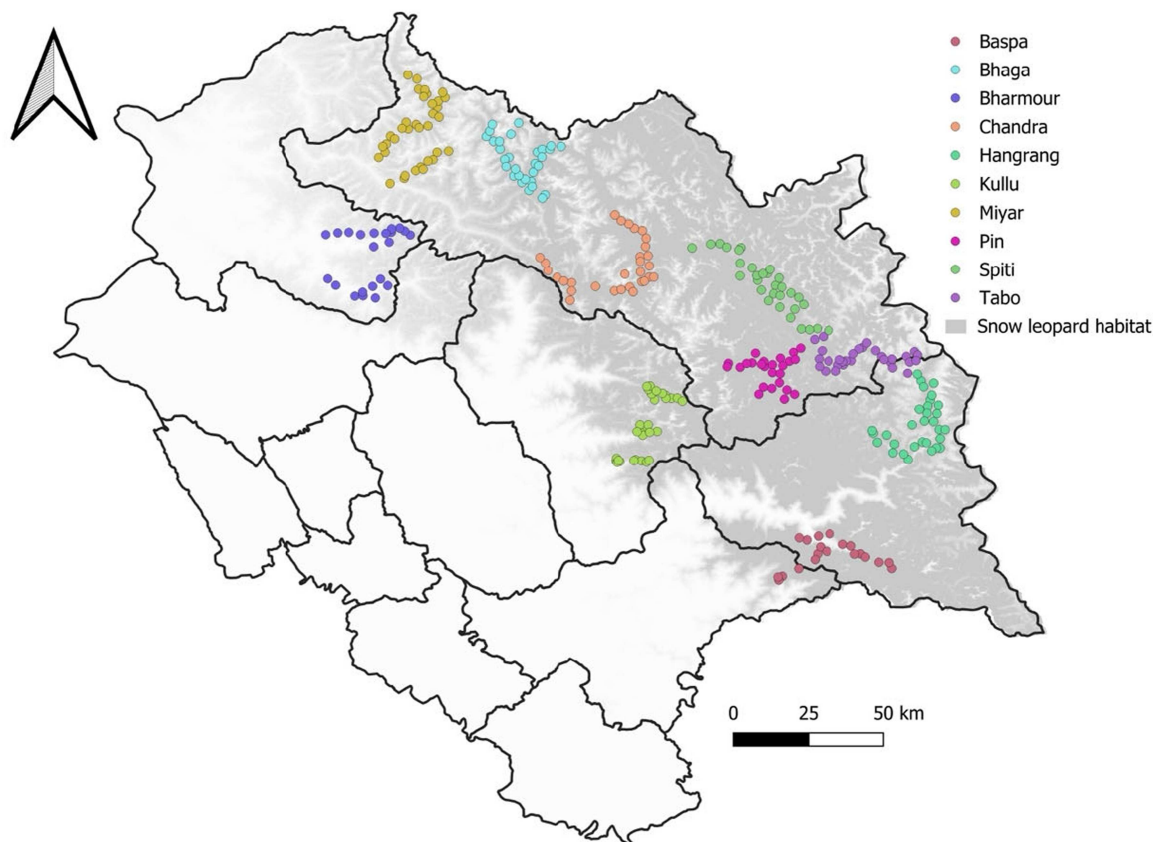 Baspa
Bhaga
Bharmour
Chandra
Hangrang
Kullu
Miyar
Pin
Spiti
Tabo
Snow leopard habitat
0 25 50 km